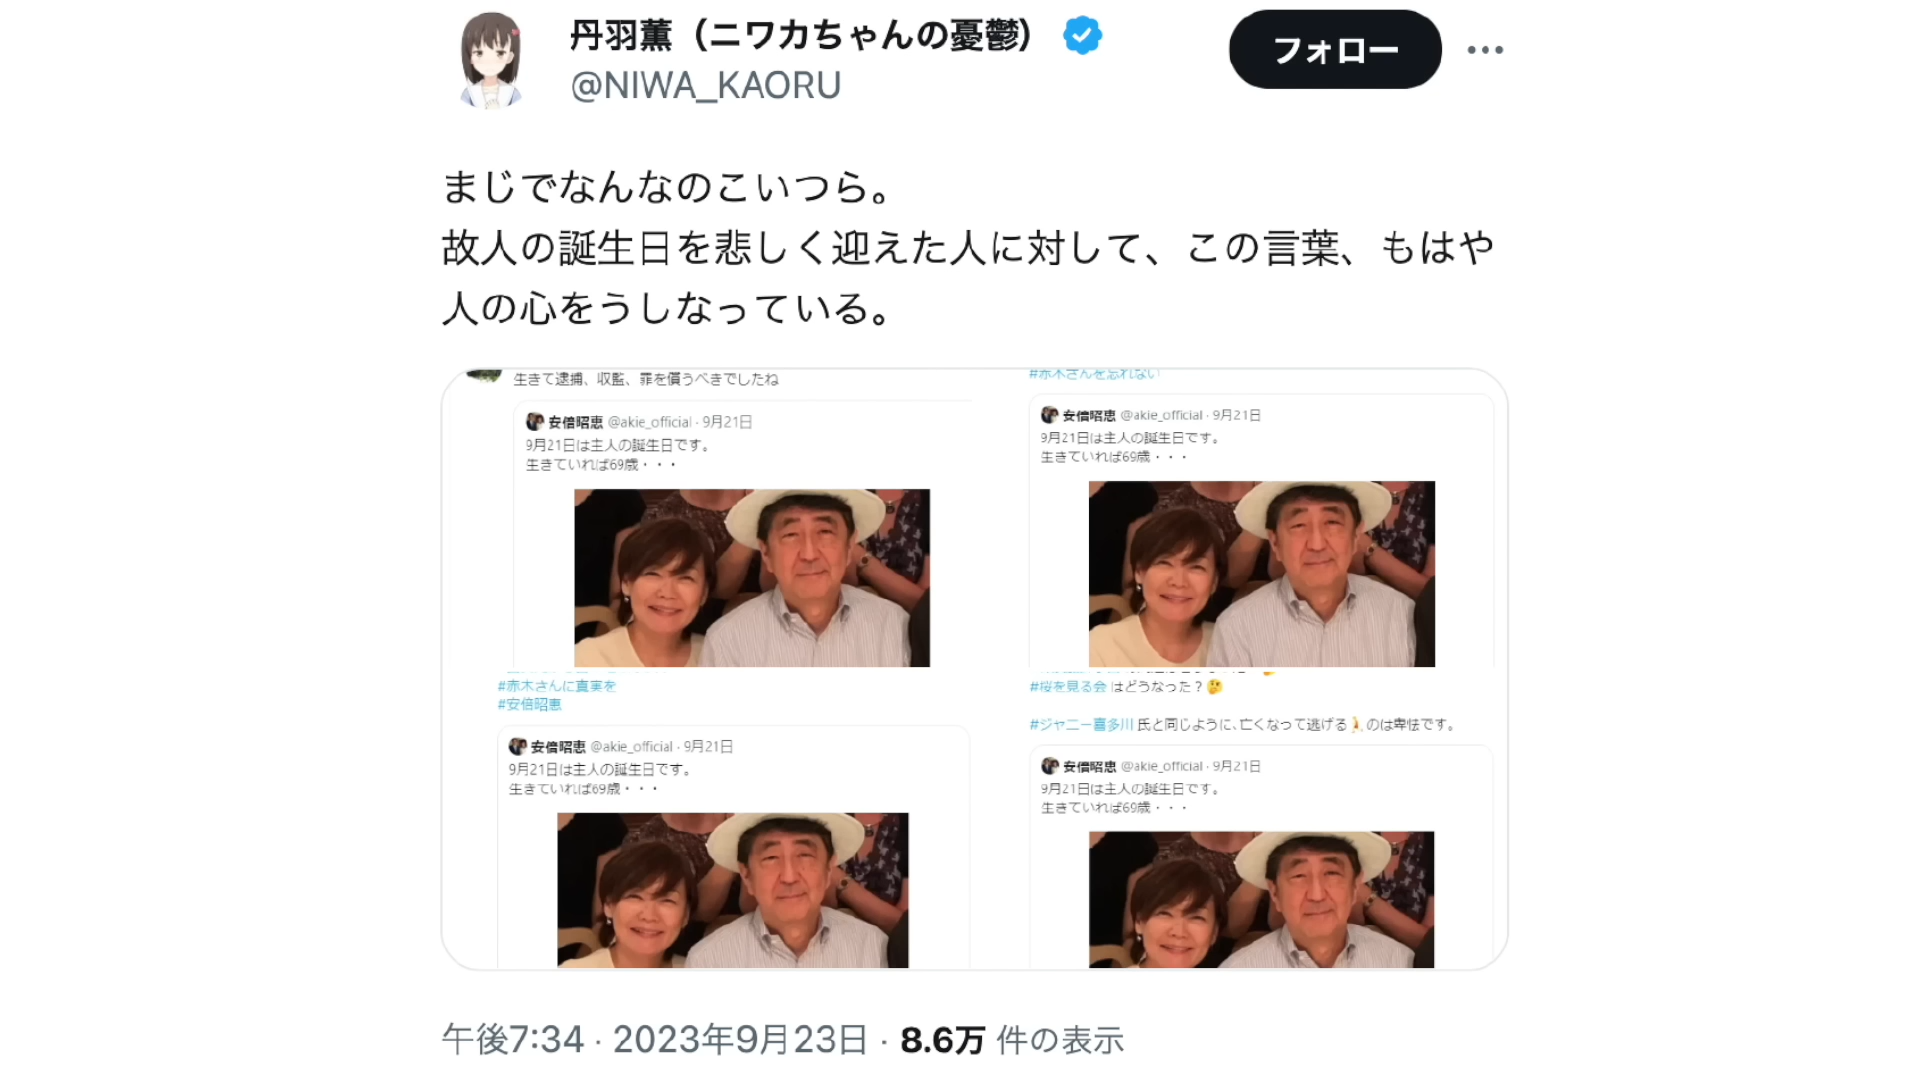 丹羽薫（ニワカちゃんの憂鬱）
@NIWA_KAORU
フォロー
まじでなんなのこいつら。
故人の誕生日を悲しく迎えた人に対して、この言葉、もはや
人の心をうしなっている。
生きて逮捕、収監、罪を償うべきでしたね
安倍昭恵 @akie_official · 9月21日
9月21日は主人の誕生日です。
生きていれば69歳・・・
#赤木さんを忘れない
安倍昭恵 @akie_official · 9月21日
9月21日は主人の誕生日です。
生きていれば69歳・・・
#赤木さんに真実を
#安倍昭恵
安倍昭恵 @akie_official · 9月21日
9月21日は主人の誕生日です。
生きていれば69歳・・・
#桜を見る会 はどうなった？🤔
#ジャニー喜多川 氏と同じように、亡くなって逃げる🏃のは卑怯です。
安倍昭恵 @akie_official · 9月21日
9月21日は主人の誕生日です。
生きていれば69歳・・・
午後7:34 · 2023年9月23日 · 8.6万 件の表示